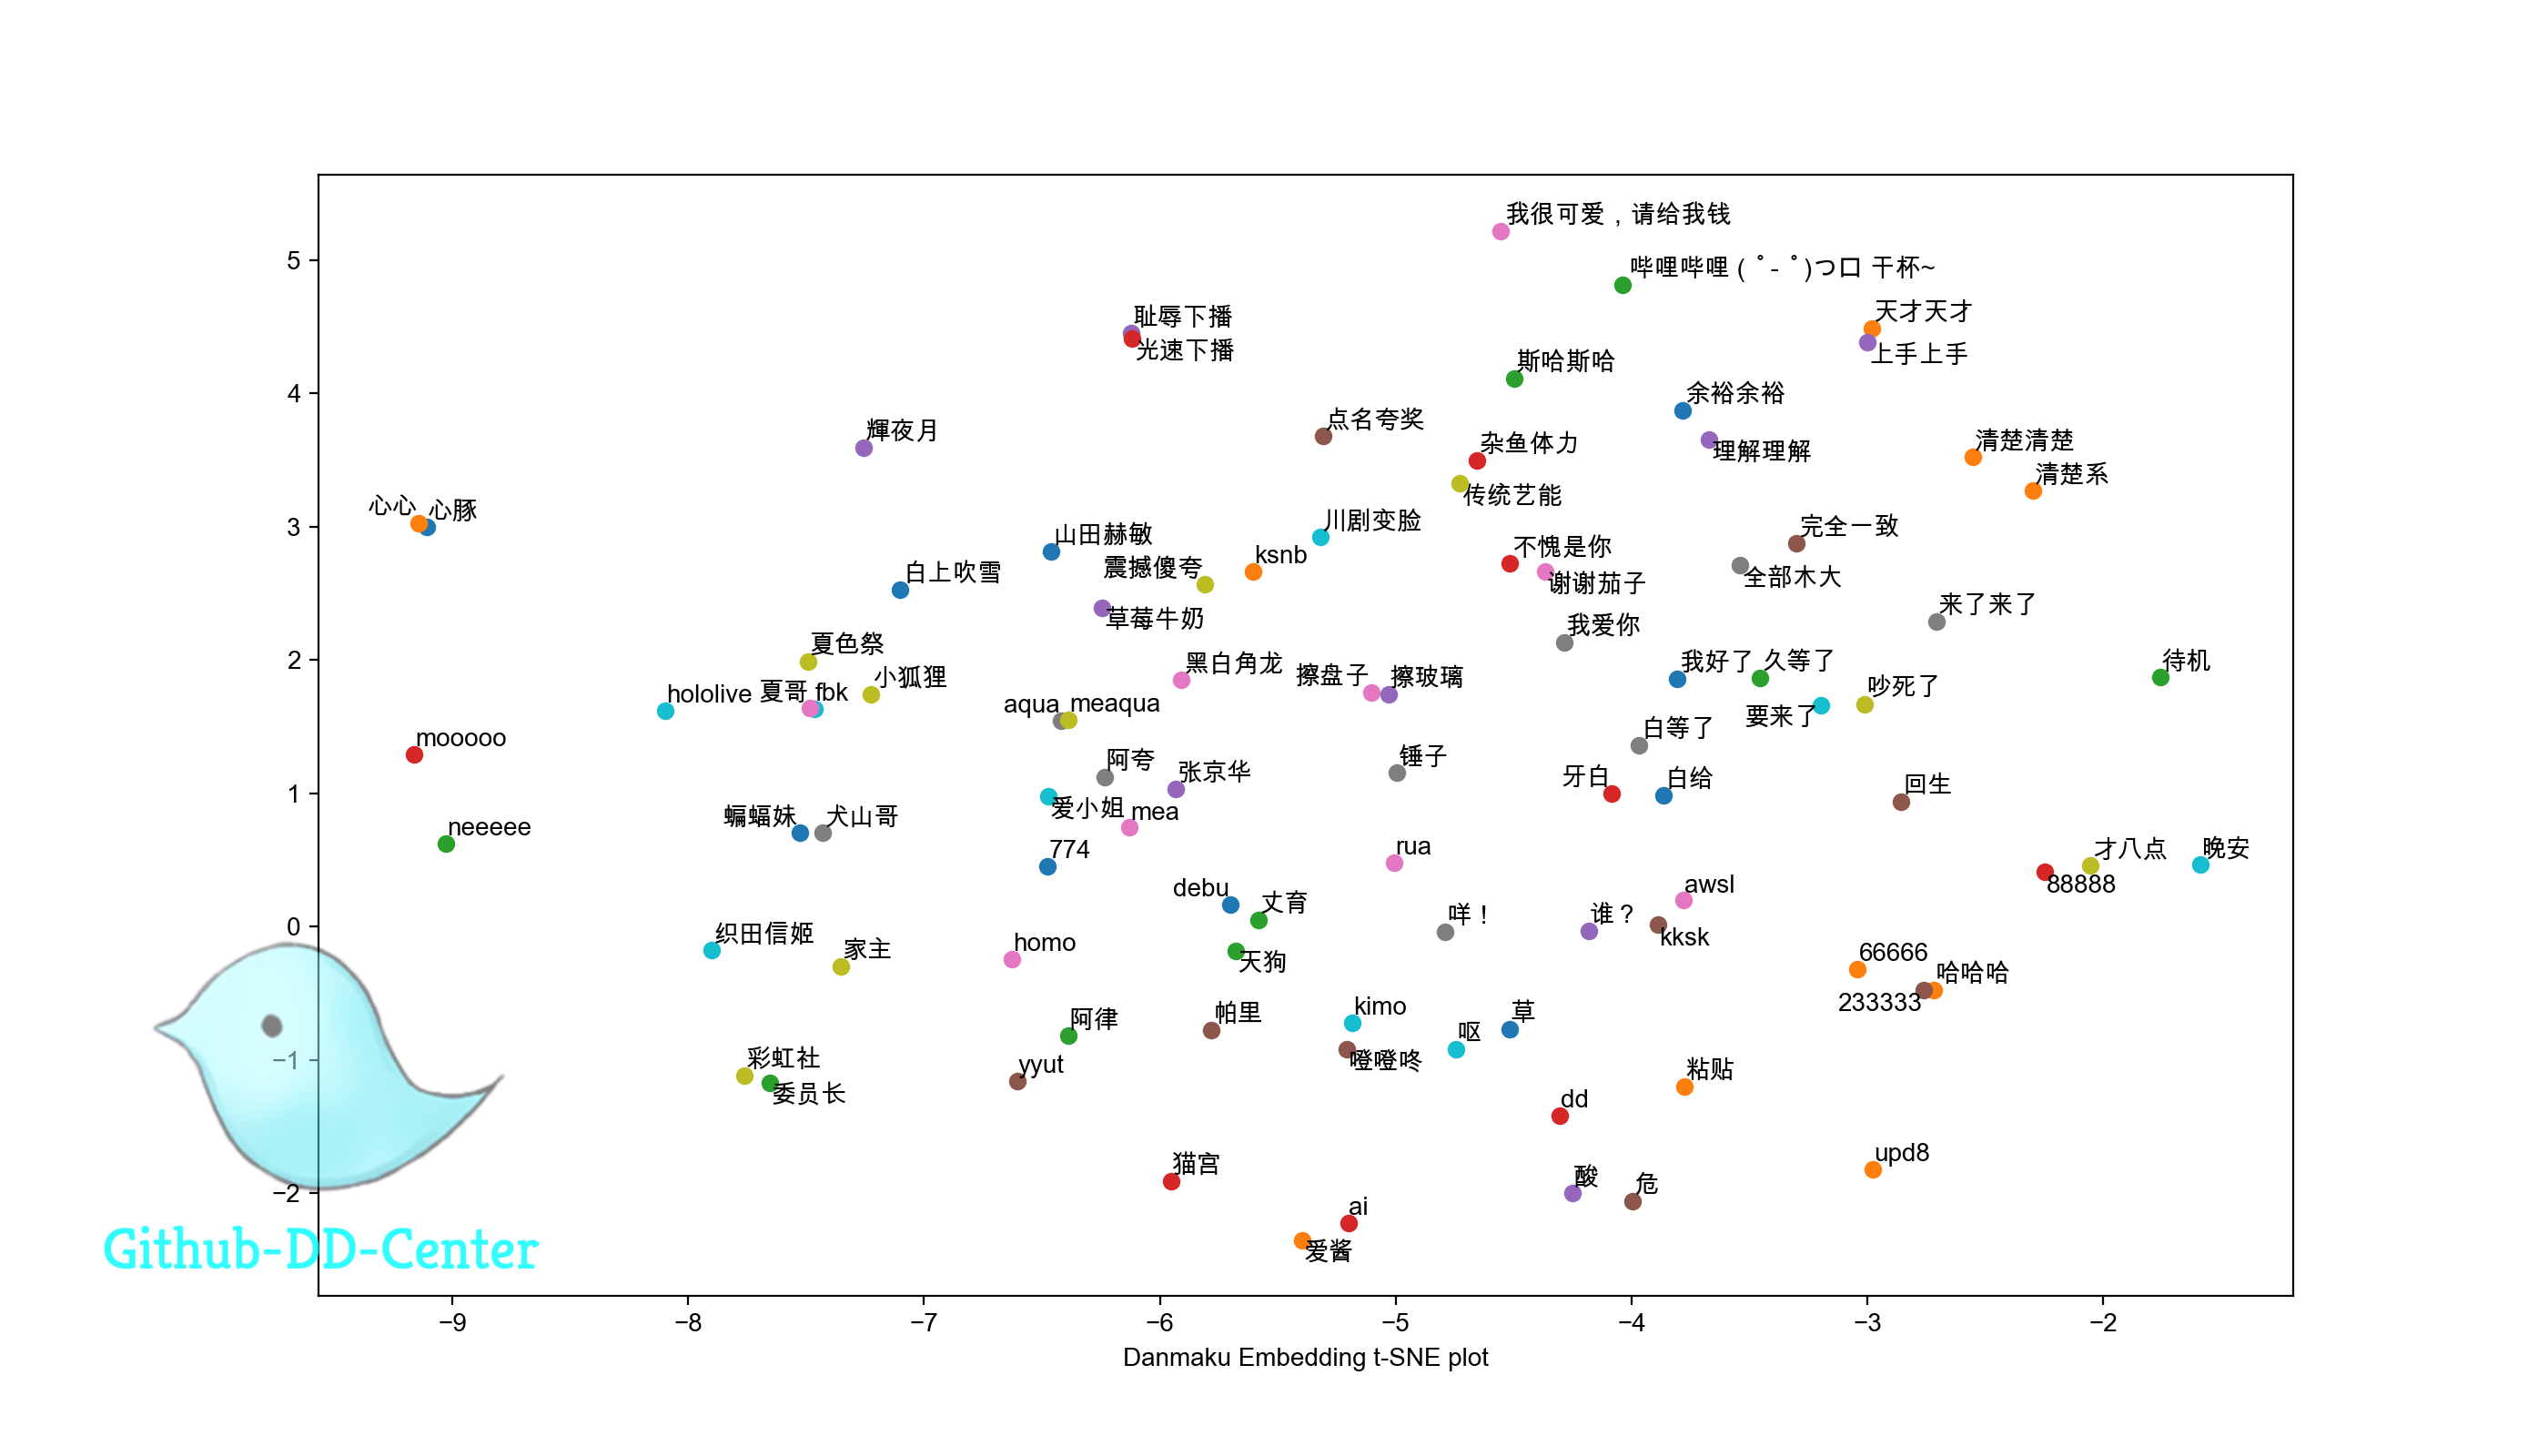 我很可爱，请给我钱
哔哩哔哩 ( ﾟ- ﾟ)つロ 干杯~
5
天才天才
耻辱下播
光速下播
上手上手
斯哈斯哈
4
余裕余裕
点名夸奖
輝夜月
杂鱼体力
理解理解
清楚清楚
清楚系
传统艺能
心心
心豚
3
川剧变脸
完全一致
山田赫敏
不愧是你
ksnb
震撼傻夸
白上吹雪
谢谢茄子
全部木大
草莓牛奶
来了来了
我爱你
夏色祭
2
黑白角龙
我好了
久等了
待机
小狐狸
擦盘子
擦玻璃
吵死了
hololive
夏哥
fbk
aqua
meaqua
要来了
mooooo
白等了
阿夸
锤子
张京华
牙白
白给
1
回生
爱小姐
mea
蝙蝠妹
犬山哥
neeeee
774
rua
才八点
晚安
88888
debu
awsl
丈育
咩！
谁？
0
织田信姬
kksk
家主
homo
天狗
66666
哈哈哈
233333
kimo
帕里
草
阿律
呕
−1
彩虹社
yyut
噔噔咚
粘贴
委员长
dd
upd8
猫宫
−2
酸
危
ai
爱酱
Github-DD-Center
−9 −8 −7 −6 −5 −4 −3 −2
Danmaku Embedding t-SNE plot